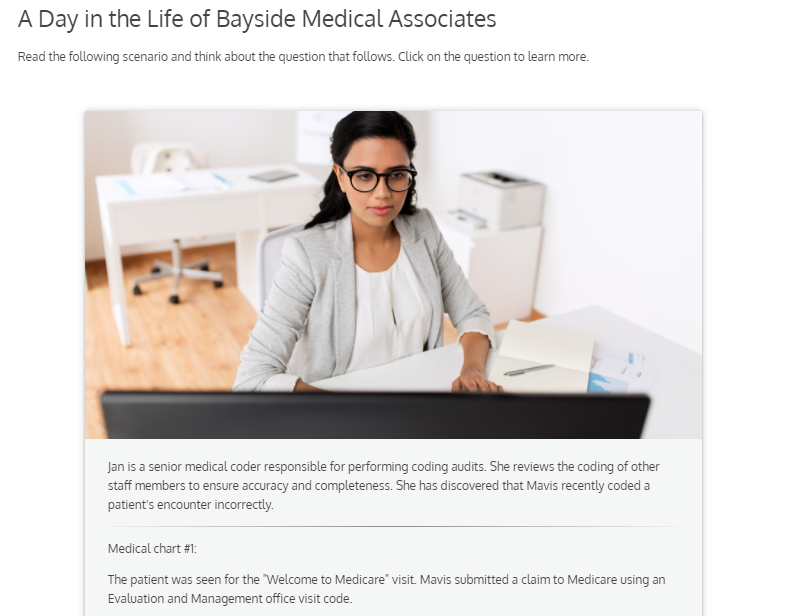 A Day in the Life of Bayside Medical Associates
Read the following scenario and think about the question that follows. Click on the question to learn more.
Jan is a senior medical coder responsible for performing coding audits. She reviews the coding of other
staff members to ensure accuracy and completeness. She has discovered that Mavis recently coded a
patient's encounter incorrectly.
Medical chart #1:
The patient was seen for the "Welcome to Medicare" visit. Mavis submitted a claim to Medicare using an
Evaluation and Management office visit code.